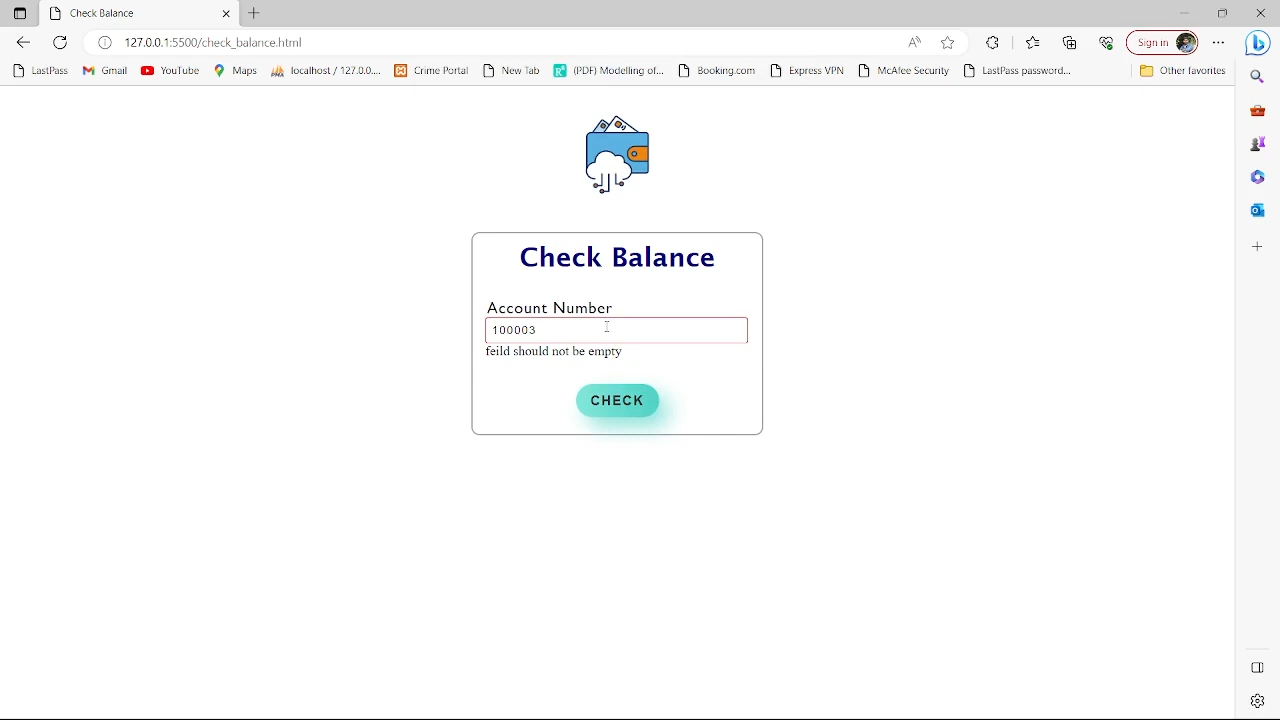 Check Balance
127.0.0.1:5500/check_balance.html
Sign in
LastPass
Gmail
YouTube
Maps
localhost / 127.0.0....
Crime Portal
New Tab
(PDF) Modelling of...
Booking.com
Express VPN
McAfee Security
LastPass password...
Other favorites
Check Balance
Account Number
100003
feild should not be empty
CHECK